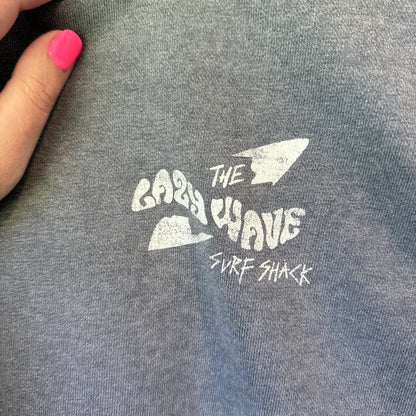 THE
LAZY WAVE
SURF SHACK